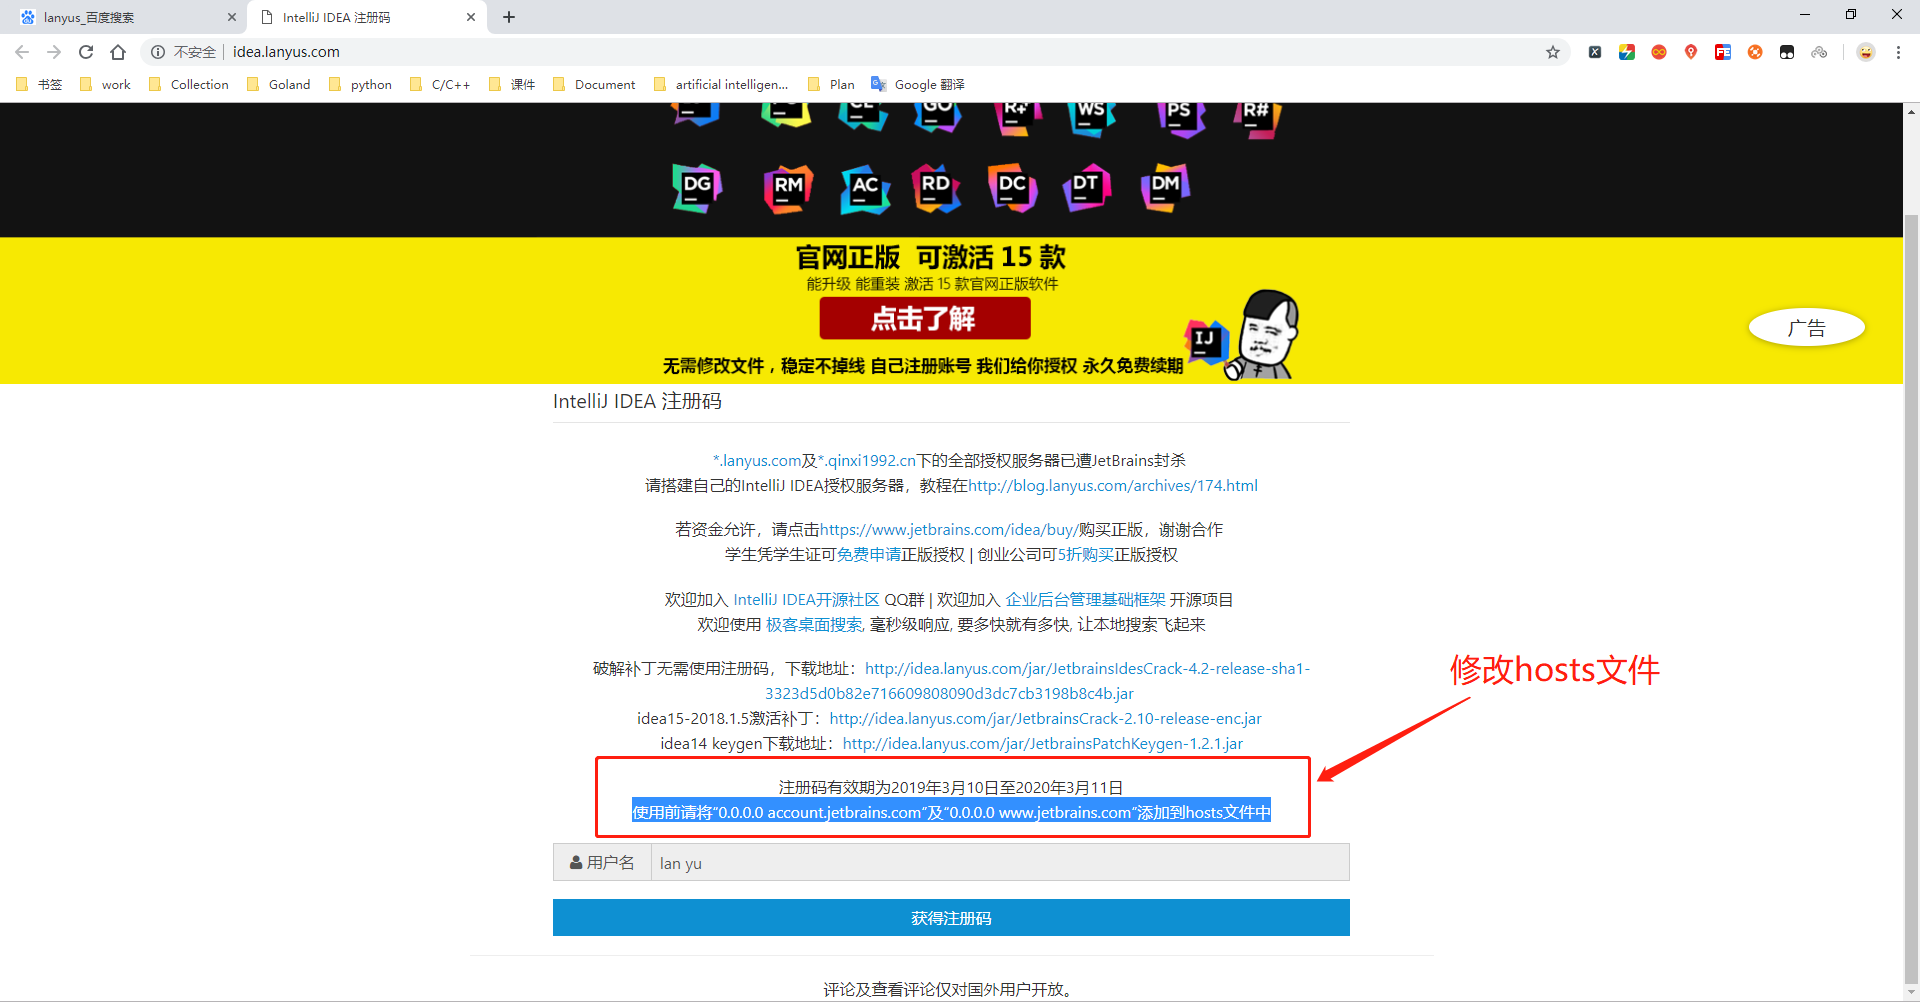 lanyus_百度搜索
IntelliJ IDEA 注册码
不安全
idea.lanyus.com
书签
work
Collection
Goland
python
C/C++
课件
Document
artificial intelligen...
Plan
Google 翻译
CL
GO
R+
WS
PS
R#
DG
RM
AC
RD
DC
DT
DM
官网正版 可激活 15 款
能升级 能重装 激活 15 款官网正版软件
点击了解
IJ
无需修改文件，稳定不掉线 自己注册账号 我们给你授权 永久免费续期
广告
IntelliJ IDEA 注册码
*.lanyus.com及*.qinxi1992.cn下的全部授权服务器已遭JetBrains封杀
请搭建自己的IntelliJ IDEA授权服务器，教程在http://blog.lanyus.com/archives/174.html
若资金允许，请点击https://www.jetbrains.com/idea/buy/购买正版，谢谢合作
学生凭学生证可免费申请正版授权 | 创业公司可5折购买正版授权
欢迎加入 IntelliJ IDEA开源社区 QQ群 | 欢迎加入 企业后台管理基础框架 开源项目
欢迎使用 极客桌面搜索, 毫秒级响应, 要多快就有多快, 让本地搜索飞起来
破解补丁无需使用注册码，下载地址：http://idea.lanyus.com/jar/JetbrainsIdesCrack-4.2-release-sha1-
3323d5d0b82e716609808090d3dc7cb3198b8c4b.jar
idea15-2018.1.5激活补丁：http://idea.lanyus.com/jar/JetbrainsCrack-2.10-release-enc.jar
idea14 keygen下载地址：http://idea.lanyus.com/jar/JetbrainsPatchKeygen-1.2.1.jar
修改hosts文件
注册码有效期为2019年3月10日至2020年3月11日
使用前请将“0.0.0.0 account.jetbrains.com”及“0.0.0.0 www.jetbrains.com”添加到hosts文件中
用户名
lan yu
获得注册码
评论及查看评论仅对国外用户开放。